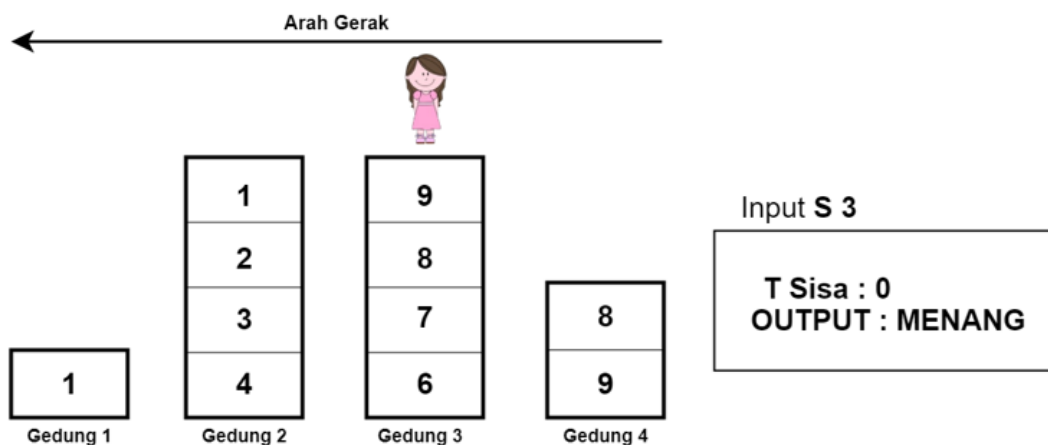 Arah Gerak
1
2
3
4
9
8
7
6
8
9
1
Gedung 1
Gedung 2
Gedung 3
Gedung 4
Input S 3
T Sisa : 0
OUTPUT : MENANG